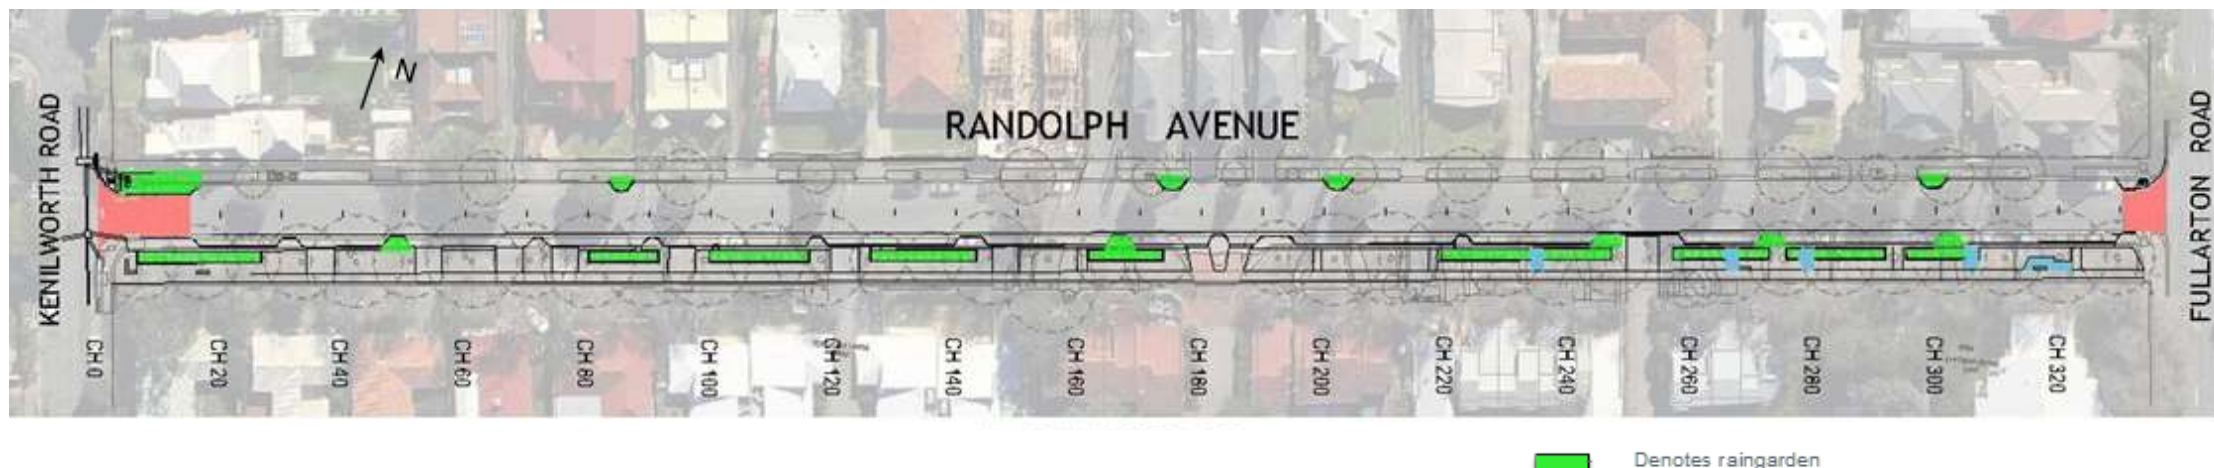 N
RANDOLPH AVENUE
KENILWORTH ROAD
FULLARTON ROAD
CH 0
CH 20
CH 40
CH 60
CH 80
CH 100
CH 120
CH 140
CH 160
CH 180
CH 200
CH 220
CH 240
CH 260
CH 280
CH 300
CH 320
Denotes raingarden